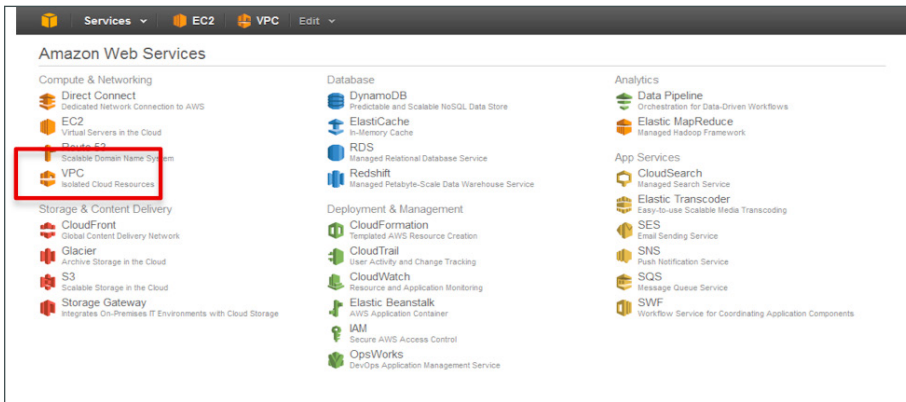 Services EC2 VPC Edit
Amazon Web Services
Compute & Networking
Direct Connect
Dedicated Network Connection to AWS
EC2
Virtual Servers in the Cloud
Route 53
Scalable Domain Name System
VPC
Isolated Cloud Resources
Storage & Content Delivery
CloudFront
Global Content Delivery Network
Glacier
Archive Storage in the Cloud
S3
Scalable Storage in the Cloud
Storage Gateway
Integrates On-Premises IT Environments with Cloud Storage
Database
DynamoDB
Predictable and Scalable NoSQL Data Store
ElastiCache
In-Memory Cache
RDS
Managed Relational Database Service
Redshift
Managed Petabyte-Scale Data Warehouse Service
Deployment & Management
CloudFormation
Templated AWS Resource Creation
CloudTrail
User Activity and Change Tracking
CloudWatch
Resource and Application Monitoring
Elastic Beanstalk
AWS Application Container
IAM
Secure AWS Access Control
OpsWorks
DevOps Application Management Service
Analytics
Data Pipeline
Orchestration for Data-Driven Workflows
Elastic MapReduce
Managed Hadoop Framework
App Services
CloudSearch
Managed Search Service
Elastic Transcoder
Easy-to-use Scalable Media Transcoding
SES
Email Sending Service
SNS
Push Notification Service
SQS
Message Queue Service
SWF
Workflow Service for Coordinating Application Components